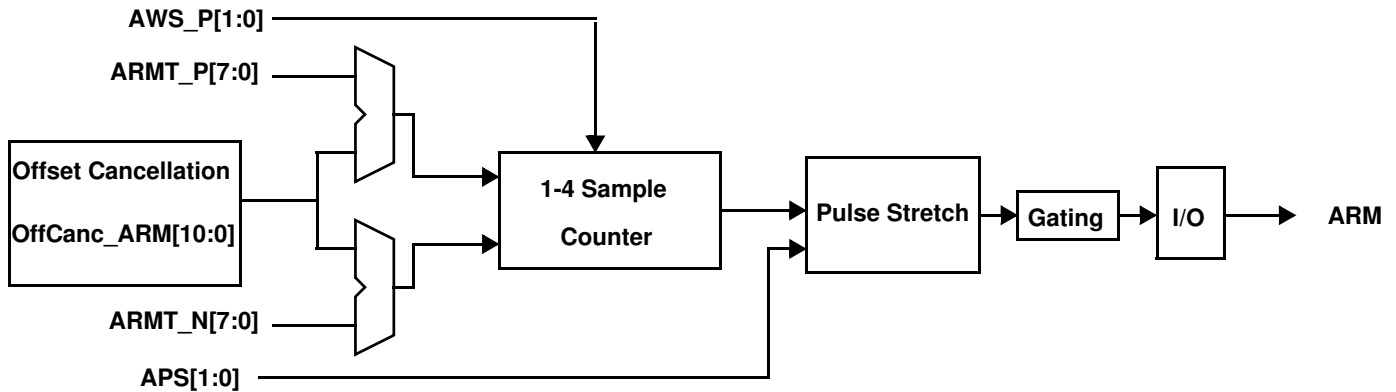 AWS_P[1:0]
ARMT_P[7:0]
Offset Cancellation
OffCanc_ARM[10:0]
1-4 Sample
Counter
Pulse Stretch
Gating
I/O
ARM
ARMT_N[7:0]
APS[1:0]